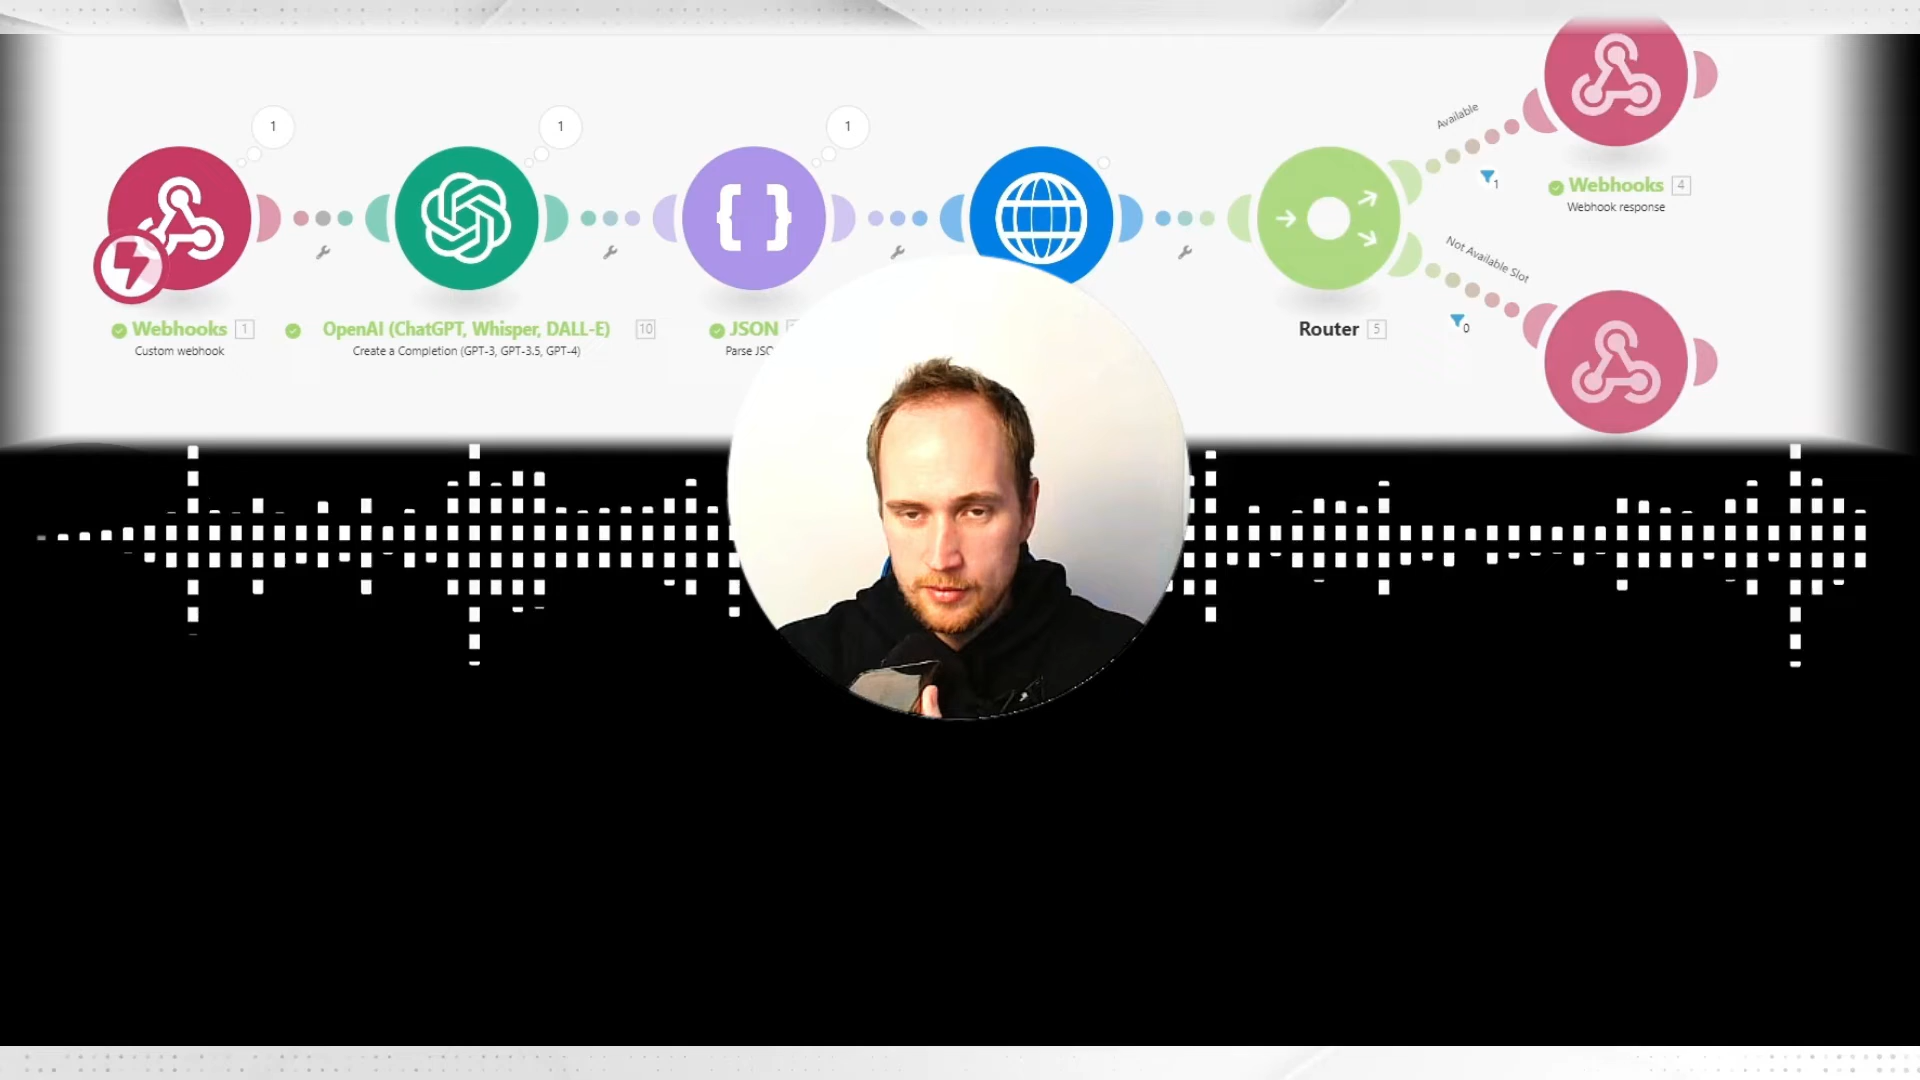 1
1
1
Available
1
Webhooks 4
Webhook response
Not Available Slot
0
Webhooks 1
Custom webhook
OpenAI (ChatGPT, Whisper, DALL-E) 10
Create a Completion (GPT-3, GPT-3.5, GPT-4)
JSON
Parse
Router 5